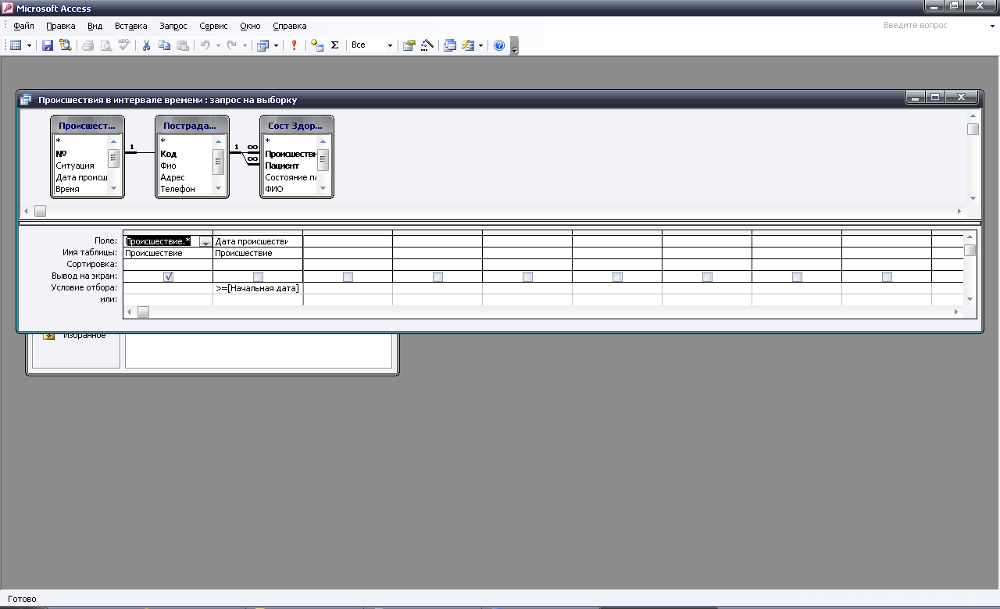 Microsoft Access
Файл Правка Вид Вставка Запрос Сервис Окно Справка Введите вопрос
ABC Все
Происшествия в интервале времени : запрос на выборку
Происшест... Пострада... Сост Здор...
* * *
1 1 ∞
№ Код Происшестви
∞
Ситуация Фио Пациент
Дата происш Адрес Состояние па
Время Телефон ФИО
Поле: Происшествие.* Дата происшестви
Имя таблицы: Происшествие Происшествие
Сортировка:
Вывод на экран:
Условие отбора: >=[Начальная дата]
или:
Избранное
Готово